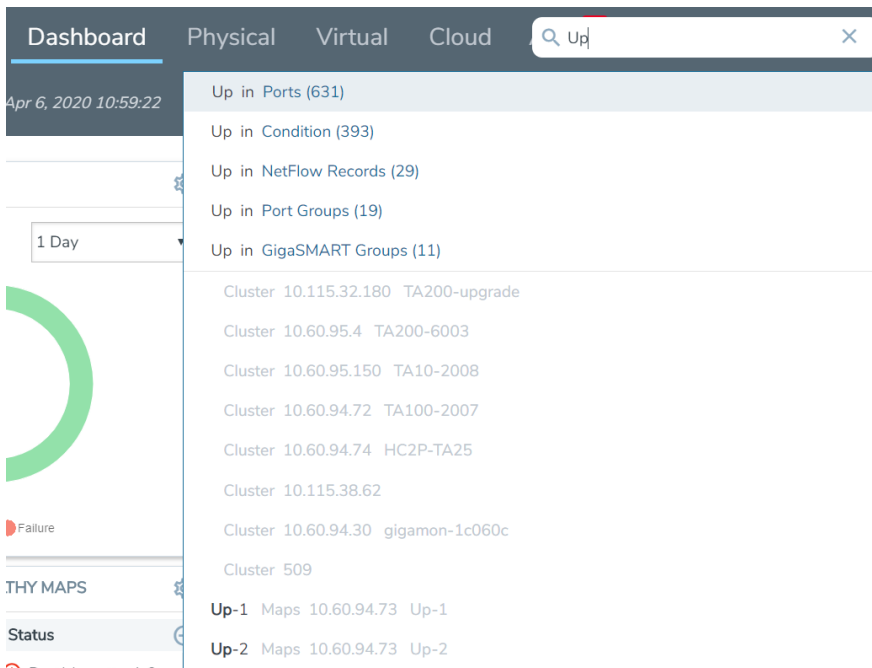 Dashboard Physical Virtual Cloud Up
Apr 6, 2020 10:59:22
Up in Ports (631)
Up in Condition (393)
Up in NetFlow Records (29)
Up in Port Groups (19)
1 Day
Up in GigaSMART Groups (11)
Cluster 10.115.32.180 TA200-upgrade
Cluster 10.60.95.4 TA200-6003
Cluster 10.60.95.150 TA10-2008
Cluster 10.60.94.72 TA100-2007
Cluster 10.60.94.74 HC2P-TA25
Cluster 10.115.38.62
Failure
Cluster 10.60.94.30 gigamon-1c060c
Cluster 509
THY MAPS
Up-1 Maps 10.60.94.73 Up-1
Status
Up-2 Maps 10.60.94.73 Up-2